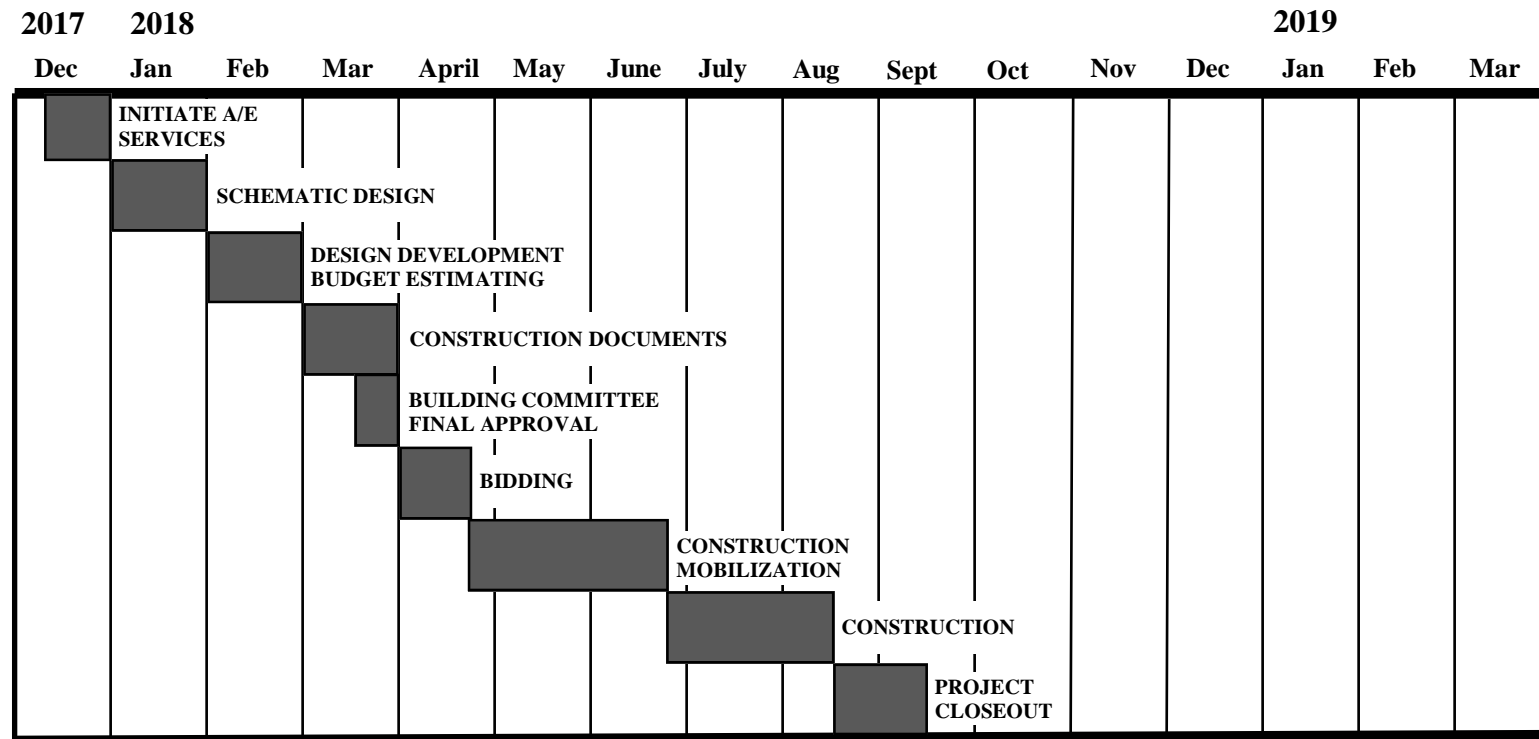 2017 2018 2019
Dec Jan Feb Mar April May June July Aug Sept Oct Nov Dec Jan Feb Mar
INITIATE A/E
SERVICES
SCHEMATIC DESIGN
DESIGN DEVELOPMENT
BUDGET ESTIMATING
CONSTRUCTION DOCUMENTS
BUILDING COMMITTEE
FINAL APPROVAL
BIDDING
CONSTRUCTION
MOBILIZATION
CONSTRUCTION
PROJECT
CLOSEOUT